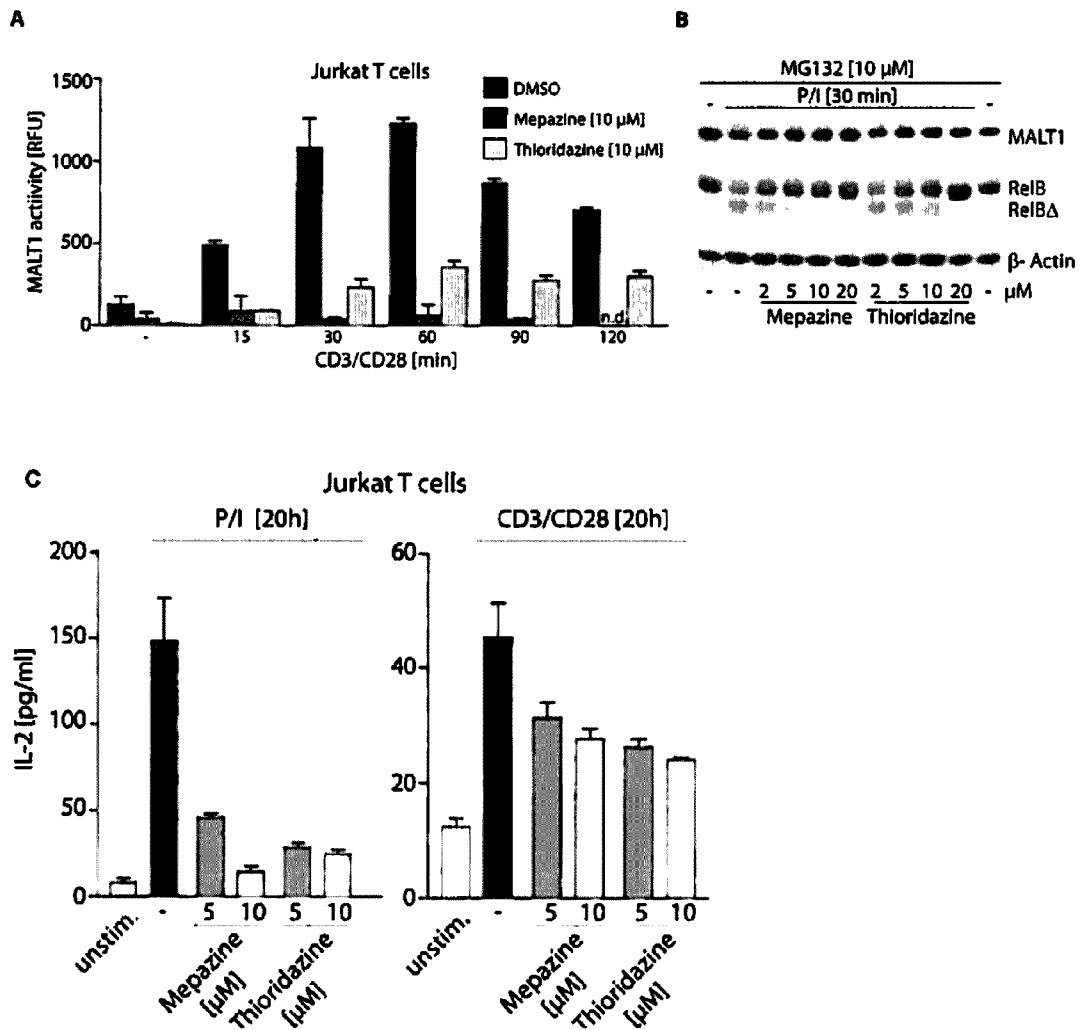 A
Jurkat T cells
1500
1000
500
0
MALT1 actiivity [RFU]
DMSO
Mepazine [10 µM]
Thioridazine [10 µM]
n.d.
- 15 30 60 90 120
CD3/CD28 [min]
B
MG132 [10 µM]
- P/I [30 min] -
MALT1
RelB
RelBΔ
β- Actin
- - 2 5 10 20 2 5 10 20 - µM
Mepazine Thioridazine
C
Jurkat T cells
P/I [20h]
200
150
100
50
0
IL-2 [pg/ml]
unstim. - 5 10 5 10
Mepazine [µM] Thioridazine [µM]
CD3/CD28 [20h]
60
40
20
0
unstim. - 5 10 5 10
Mepazine [µM] Thioridazine [µM]